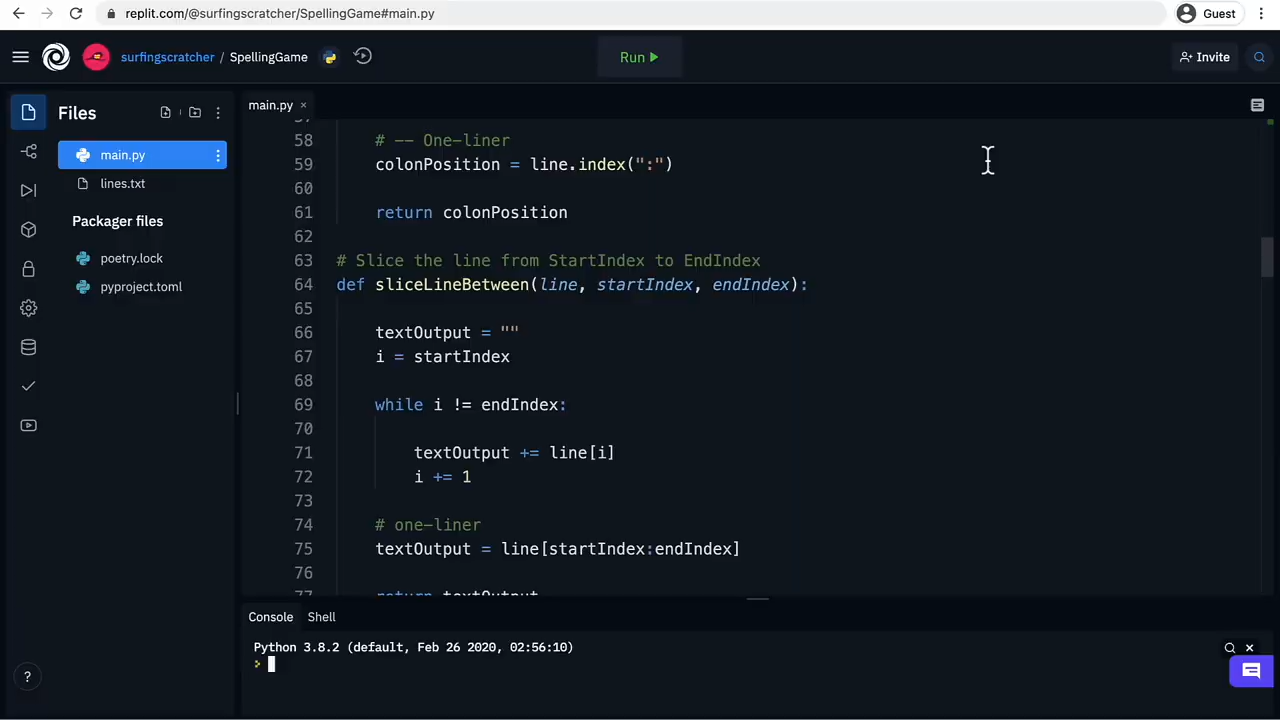 replit.com/@surfingscratcher/SpellingGame#main.py
Guest
surfingscratcher / SpellingGame
Run
Invite
Files
main.py
lines.txt
Packager files
poetry.lock
pyproject.toml
main.py ×
57
58 # -- One-liner
59 colonPosition = line.index(":")
60
61 return colonPosition
62
63 # Slice the line from StartIndex to EndIndex
64 def sliceLineBetween(line, startIndex, endIndex):
65
66 textOutput = ""
67 i = startIndex
68
69 while i != endIndex:
70
71 textOutput += line[i]
72 i += 1
73
74 # one-liner
75 textOutput = line[startIndex:endIndex]
76
77 return textOutput
Console
Shell
Python 3.8.2 (default, Feb 26 2020, 02:56:10)
>
?